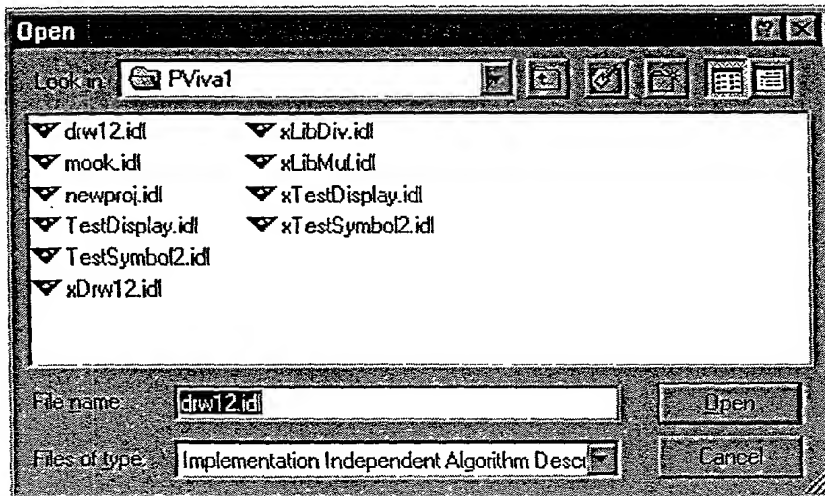 Open
Look in: PViva1
drw12.idl
mook.idl
newproj.idl
TestDisplay.idl
TestSymbol2.idl
xDrw12.idl
xLibDiv.idl
xLibMul.idl
xTestDisplay.idl
xTestSymbol2.idl
File name: drw12.idl Open
Files of type: Implementation Independent Algorithm Descr Cancel